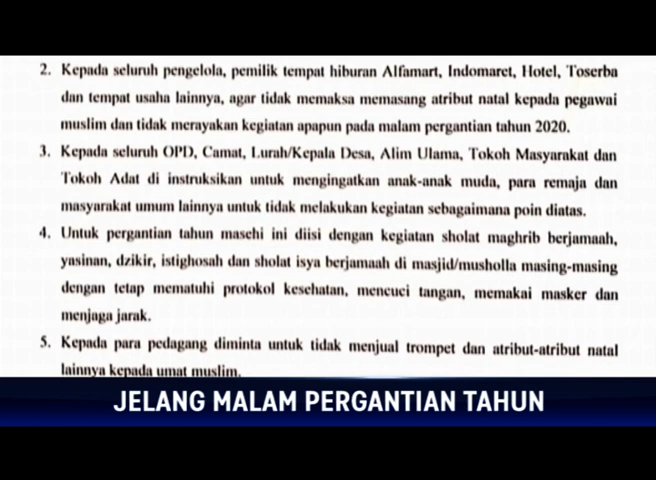 2. Kepada seluruh pengelola, pemilik tempat hiburan Alfamart, Indomaret, Hotel, Toserba
dan tempat usaha lainnya, agar tidak memaksa memasang atribut natal kepada pegawai
muslim dan tidak merayakan kegiatan apapun pada malam pergantian tahun 2020.
3. Kepada seluruh OPD, Camat, Lurah/Kepala Desa, Alim Ulama, Tokoh Masyarakat dan
Tokoh Adat di instruksikan untuk mengingatkan anak-anak muda, para remaja dan
masyarakat umum lainnya untuk tidak melakukan kegiatan sebagaimana poin diatas.
4. Untuk pergantian tahun masehi ini diisi dengan kegiatan sholat maghrib berjamaah,
yasinan, dzikir, istighosah dan sholat isya berjamaah di masjid/musholla masing-masing
dengan tetap mematuhi protokol kesehatan, mencuci tangan, memakai masker dan
menjaga jarak.
5. Kepada para pedagang diminta untuk tidak menjual trompet dan atribut-atribut natal
lainnya kepada umat muslim.
JELANG MALAM PERGANTIAN TAHUN